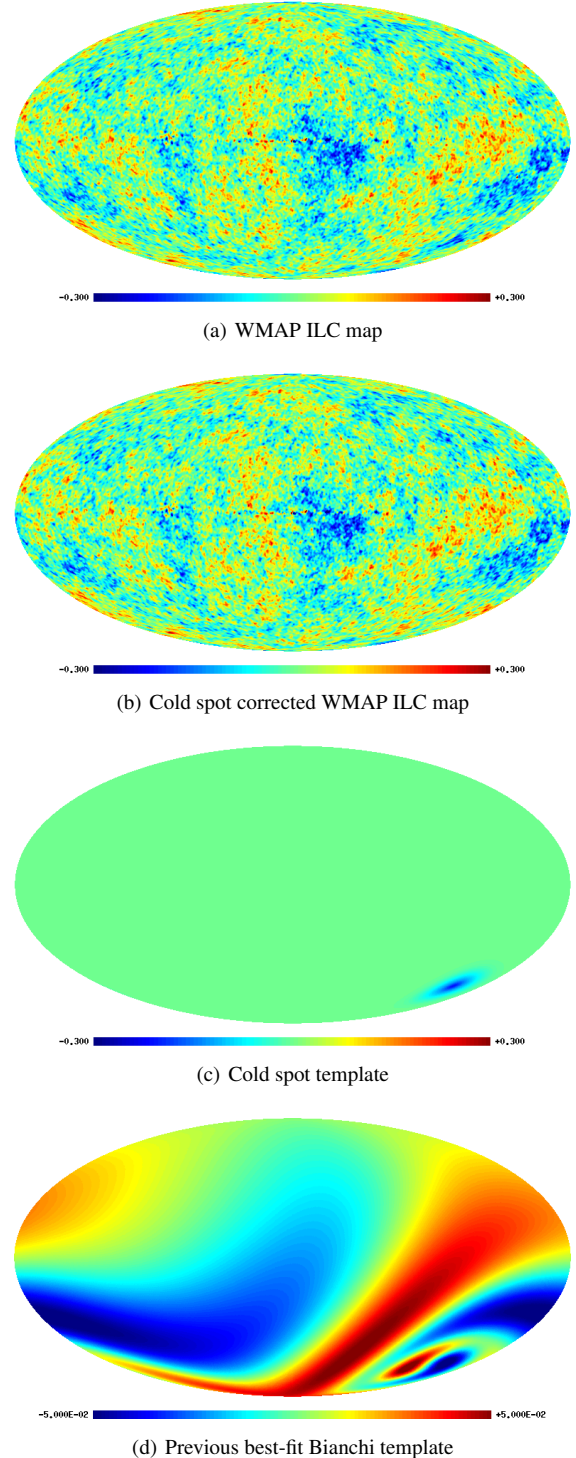 -0.300 +0.300
(a) WMAP ILC map
-0.300 +0.300
(b) Cold spot corrected WMAP ILC map
-0.300 +0.300
(c) Cold spot template
-5.000E-02 +5.000E-02
(d) Previous best-fit Bianchi template